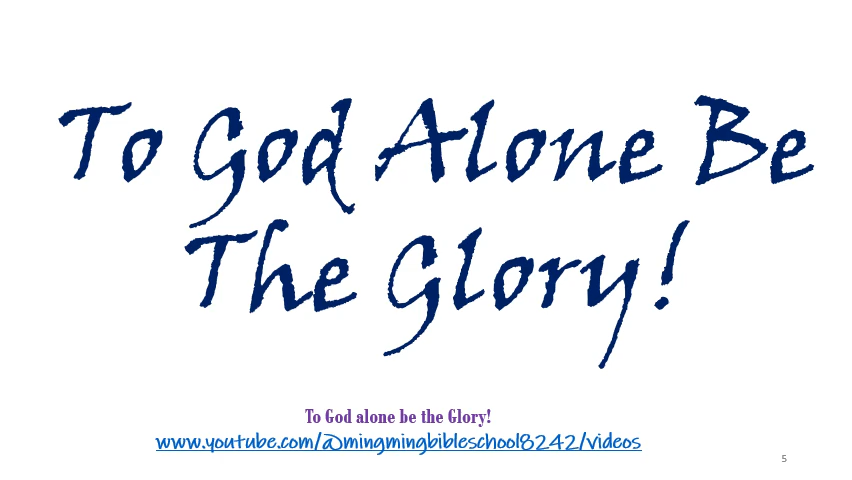 To God Alone Be
The Glory!
To God alone be the Glory!
www.youtube.com/@mingmingbibleschool8242/videos
5